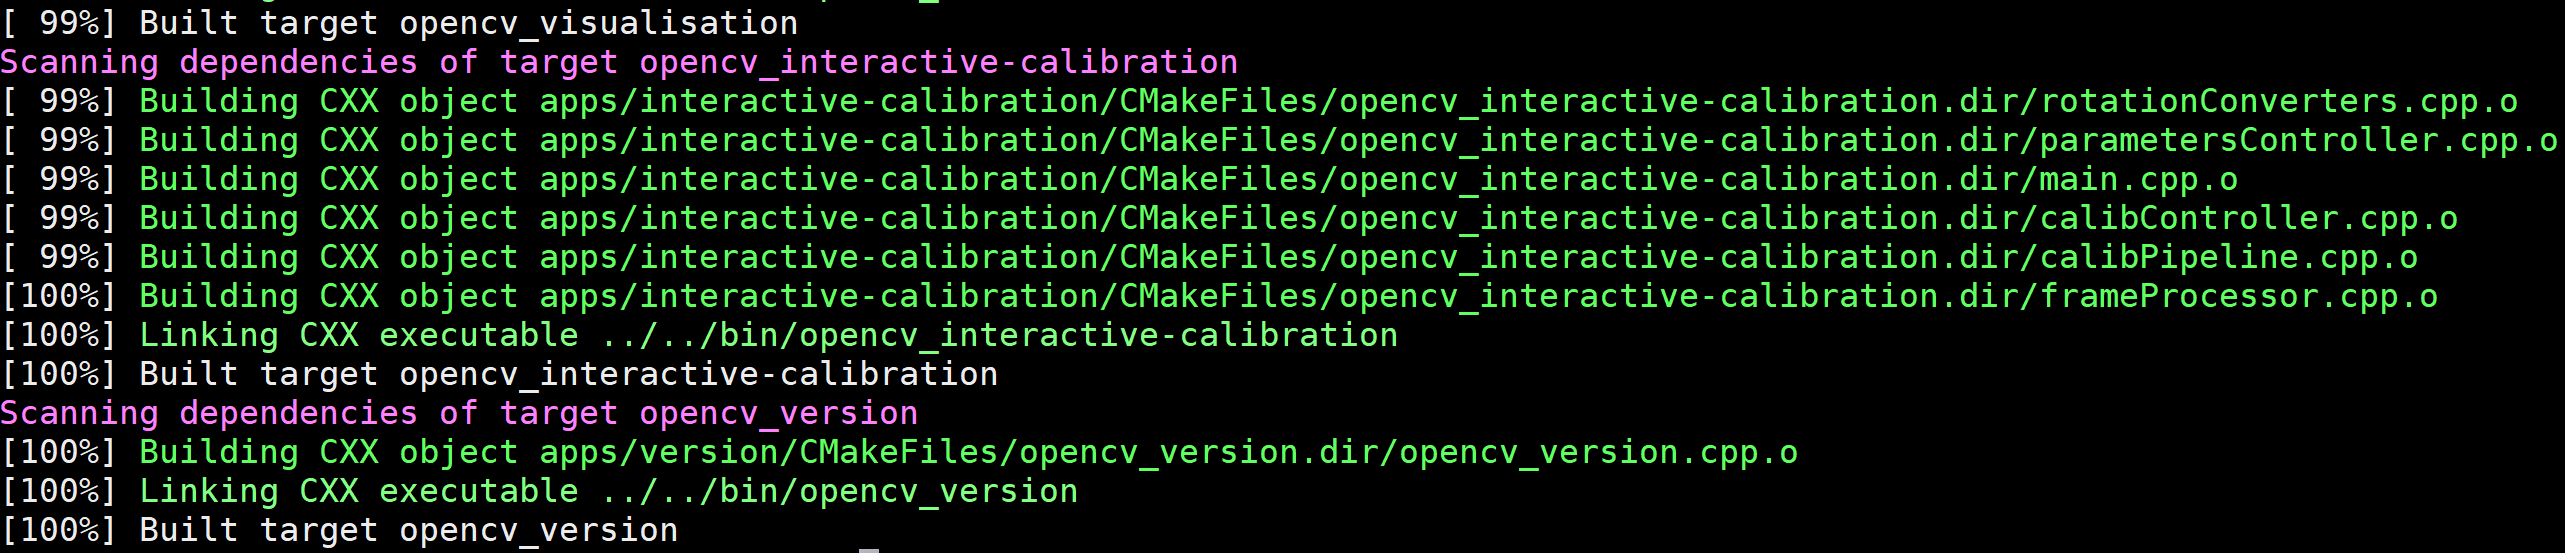 [ 99%] Built target opencv_visualisation
Scanning dependencies of target opencv_interactive-calibration
[ 99%] Building CXX object apps/interactive-calibration/CMakeFiles/opencv_interactive-calibration.dir/rotationConverters.cpp.o
[ 99%] Building CXX object apps/interactive-calibration/CMakeFiles/opencv_interactive-calibration.dir/parametersController.cpp.o
[ 99%] Building CXX object apps/interactive-calibration/CMakeFiles/opencv_interactive-calibration.dir/main.cpp.o
[ 99%] Building CXX object apps/interactive-calibration/CMakeFiles/opencv_interactive-calibration.dir/calibController.cpp.o
[ 99%] Building CXX object apps/interactive-calibration/CMakeFiles/opencv_interactive-calibration.dir/calibPipeline.cpp.o
[100%] Building CXX object apps/interactive-calibration/CMakeFiles/opencv_interactive-calibration.dir/frameProcessor.cpp.o
[100%] Linking CXX executable ../../bin/opencv_interactive-calibration
[100%] Built target opencv_interactive-calibration
Scanning dependencies of target opencv_version
[100%] Building CXX object apps/version/CMakeFiles/opencv_version.dir/opencv_version.cpp.o
[100%] Linking CXX executable ../../bin/opencv_version
[100%] Built target opencv_version